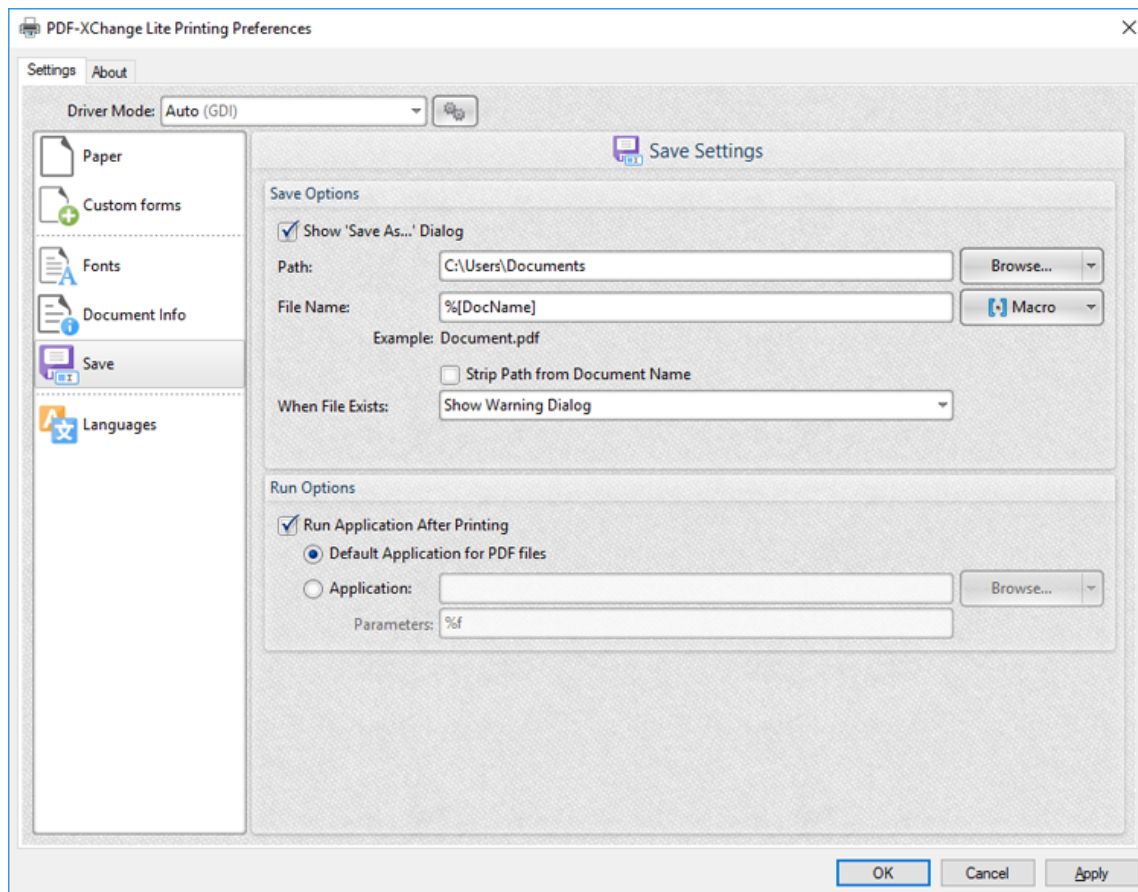 PDF-XChange Lite Printing Preferences
Settings About
Driver Mode: Auto (GDI)
Paper
Custom forms
Fonts
Document Info
Save
Languages
Save Settings
Save Options
Show 'Save As...' Dialog
Path: C:\Users\Documents Browse...
File Name: %[DocName] Macro
Example: Document.pdf
Strip Path from Document Name
When File Exists: Show Warning Dialog
Run Options
Run Application After Printing
Default Application for PDF files
Application: Browse...
Parameters: %f
OK Cancel Apply